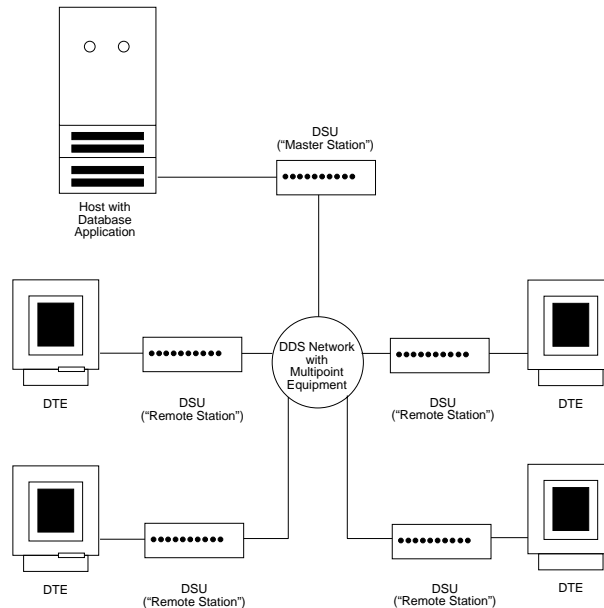 DSU
(“Master Station”)
Host with
Database
Application
DDS Network
with
Multipoint
Equipment
DTE
DSU
(“Remote Station”)
DSU
(“Remote Station”)
DTE
DTE
DSU
(“Remote Station”)
DSU
(“Remote Station”)
DTE